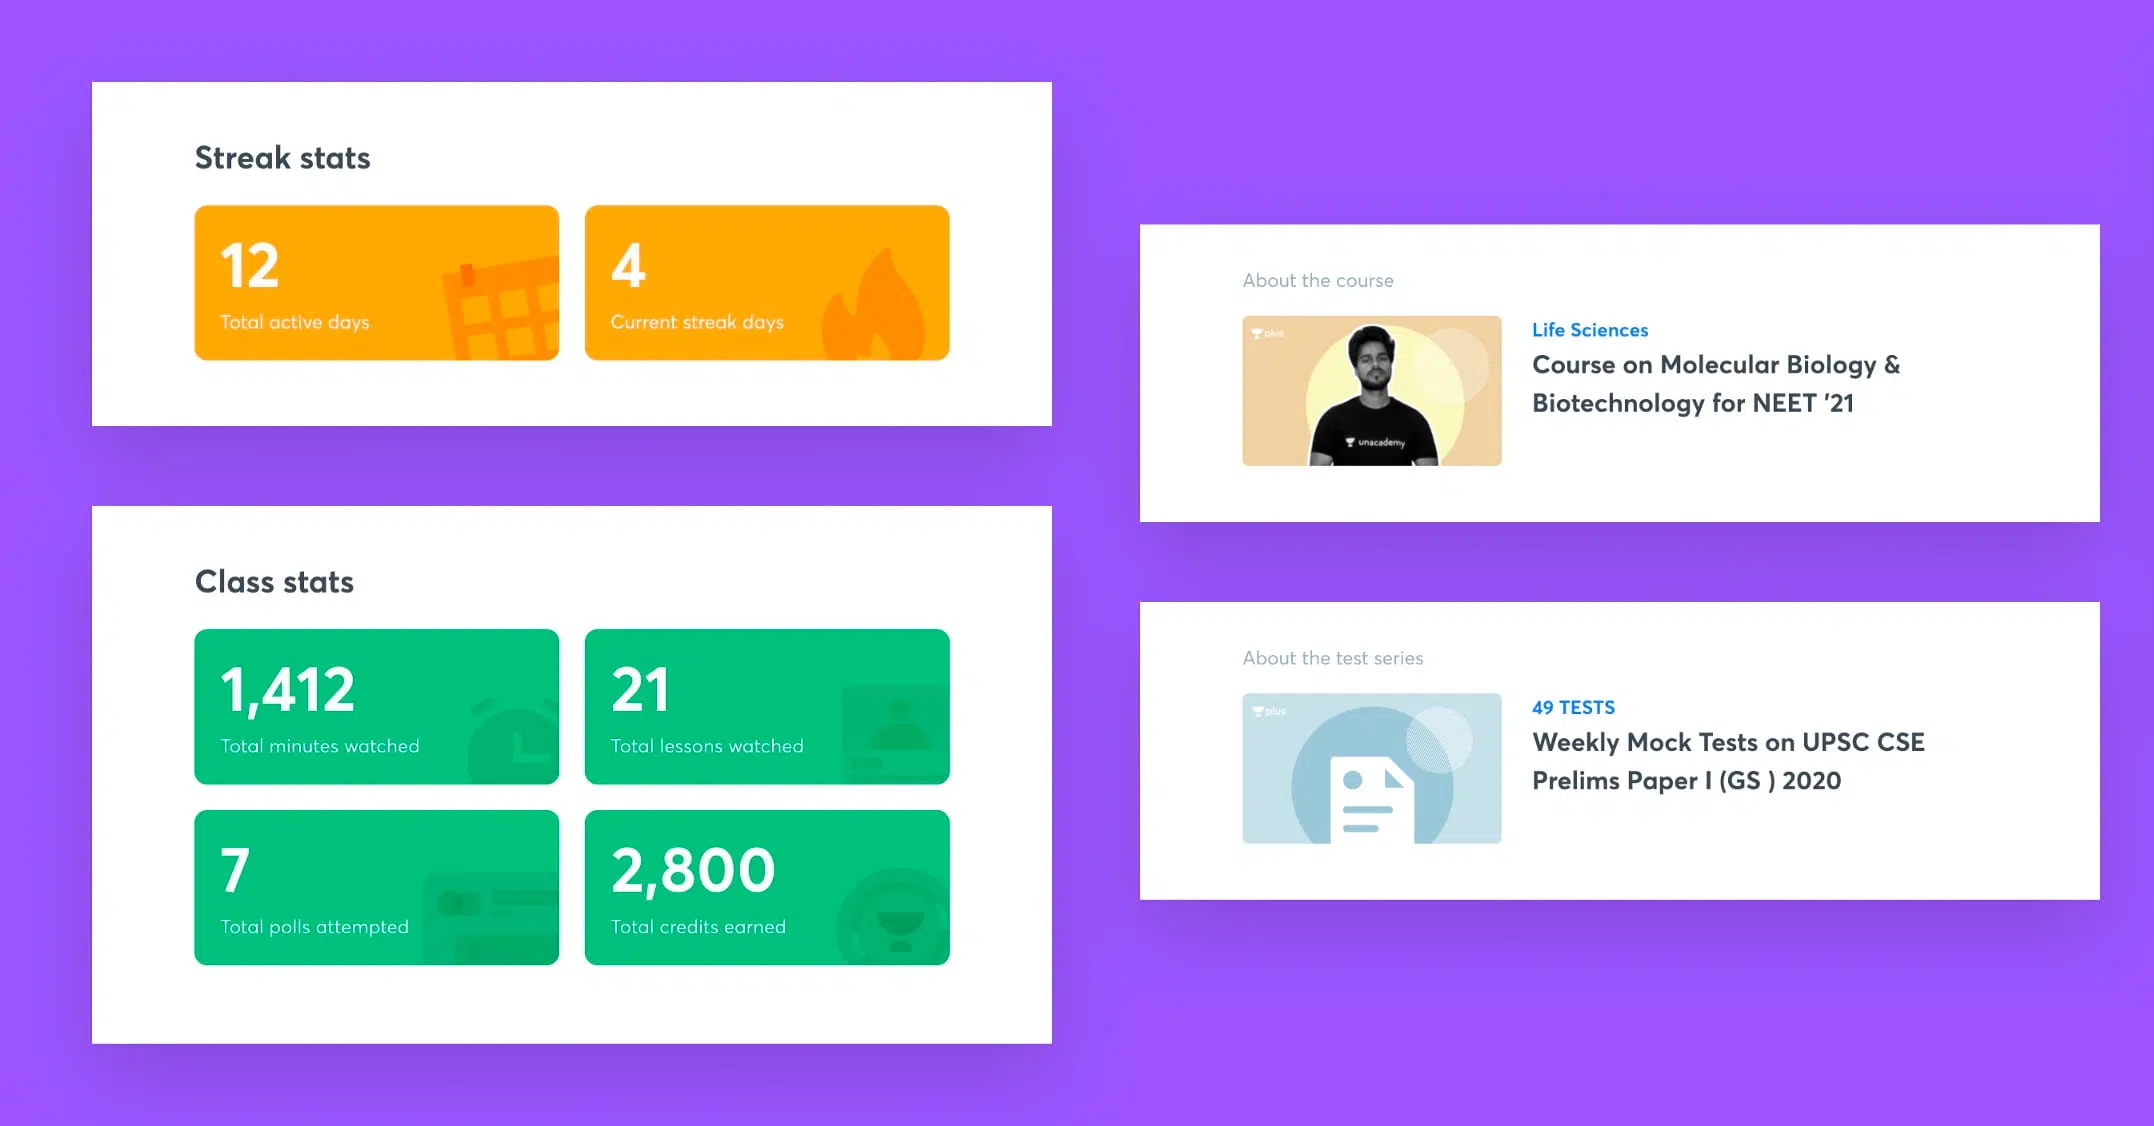 Streak stats
12
Total active days
4
Current streak days
Class stats
1,412
Total minutes watched
21
Total lessons watched
7
Total polls attempted
2,800
Total credits earned
About the course
plus
unacademy
Life Sciences
Course on Molecular Biology &
Biotechnology for NEET '21
About the test series
plus
49 TESTS
Weekly Mock Tests on UPSC CSE
Prelims Paper I (GS ) 2020